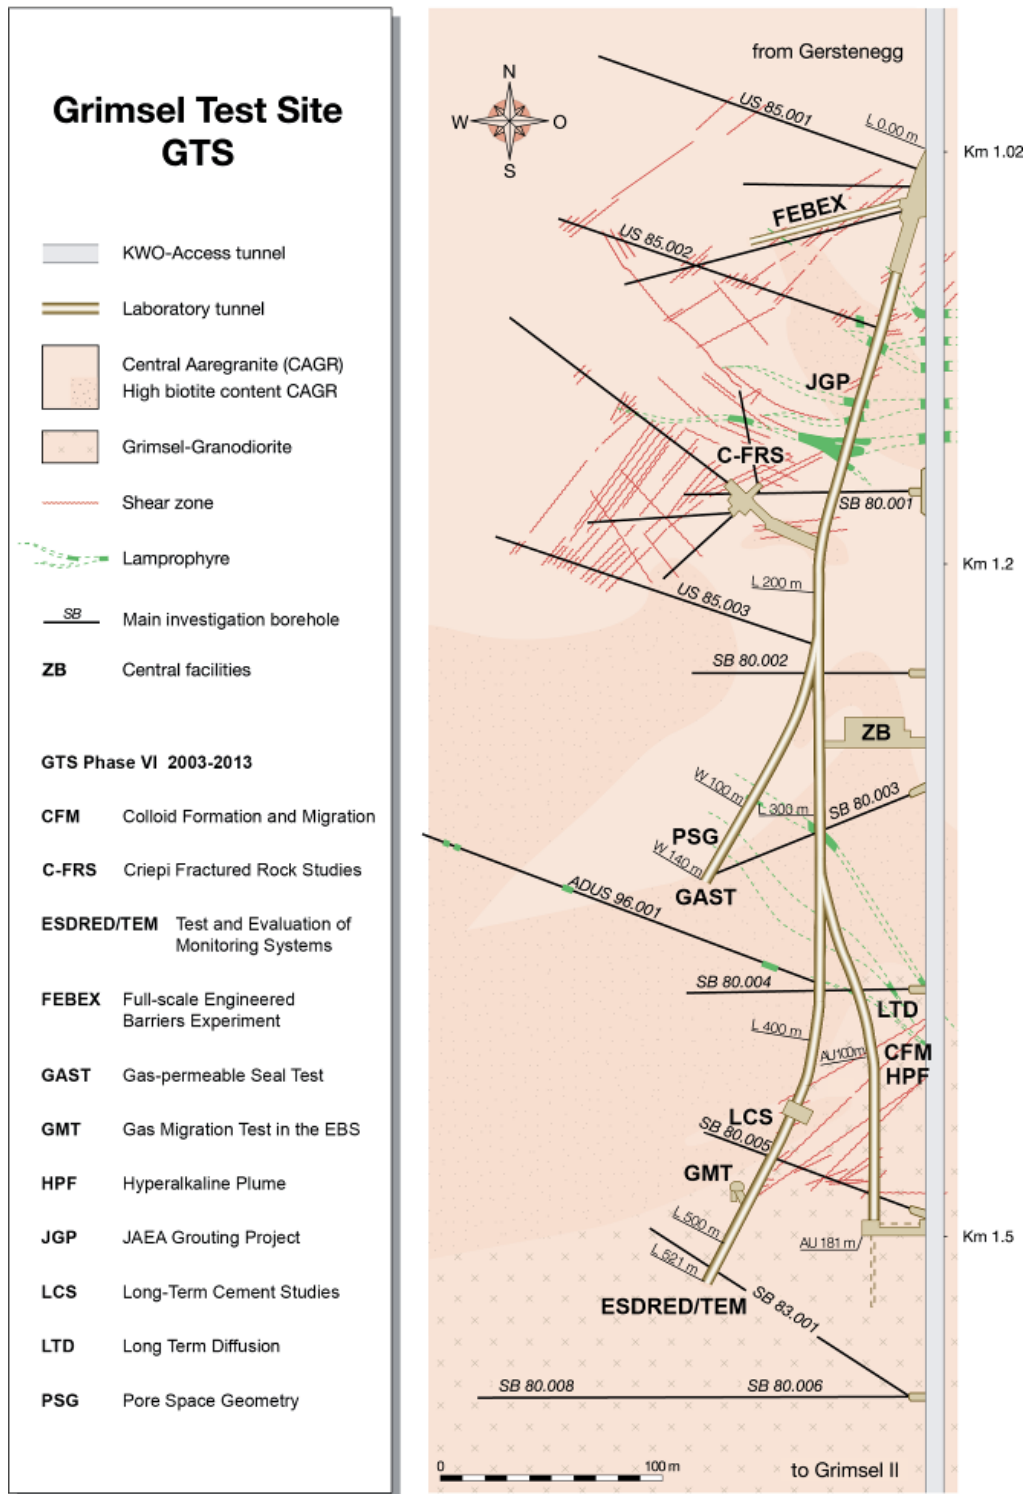 Grimsel Test Site
GTS
KWO-Access tunnel
Laboratory tunnel
Central Aaregranite (CAGR)
High biotite content CAGR
Grimsel-Granodiorite
Shear zone
Lamprophyre
SB Main investigation borehole
ZB Central facilities
GTS Phase VI 2003-2013
CFM Colloid Formation and Migration
C-FRS Criepi Fractured Rock Studies
ESDRED/TEM Test and Evaluation of
Monitoring Systems
FEBEX Full-scale Engineered
Barriers Experiment
GAST Gas-permeable Seal Test
GMT Gas Migration Test in the EBS
HPF Hyperalkaline Plume
JGP JAEA Grouting Project
LCS Long-Term Cement Studies
LTD Long Term Diffusion
PSG Pore Space Geometry
from Gerstenegg
N
W O
S
US 85.001
L 0.00 m
Km 1.02
FEBEX
US 85.002
JGP
C-FRS
SB 80.001
Km 1.2
L 200 m
US 85.003
SB 80.002
ZB
W 100 m
L 300 m
SB 80.003
PSG
W 140 m
GAST
ADUS 96.001
SB 80.004
LTD
L 400 m
AU100m
CFM
HPF
LCS
SB 80.005
GMT
L 500 m
AU 181 m
Km 1.5
L 521 m
ESDRED/TEM
SB 83.001
SB 80.008
SB 80.006
0 100 m
to Grimsel II